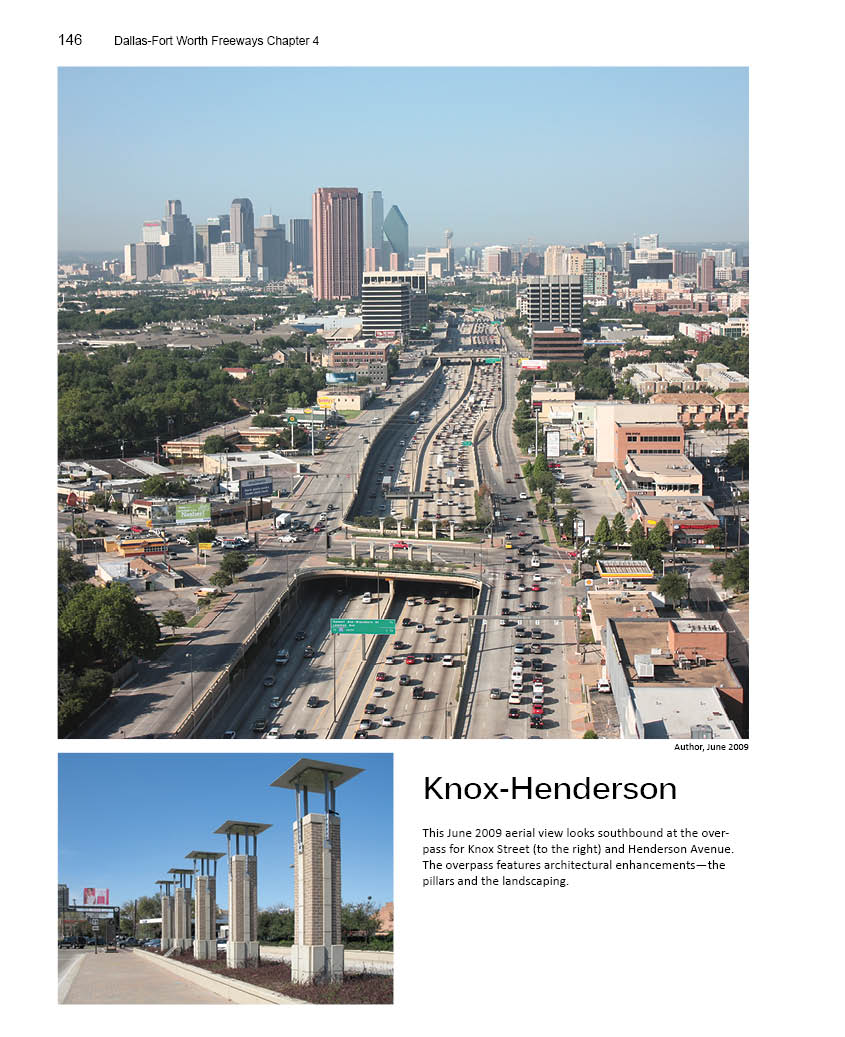 146 Dallas-Fort Worth Freeways Chapter 4
Author, June 2009
Knox-Henderson
This June 2009 aerial view looks southbound at the over-
pass for Knox Street (to the right) and Henderson Avenue.
The overpass features architectural enhancements—the
pillars and the landscaping.